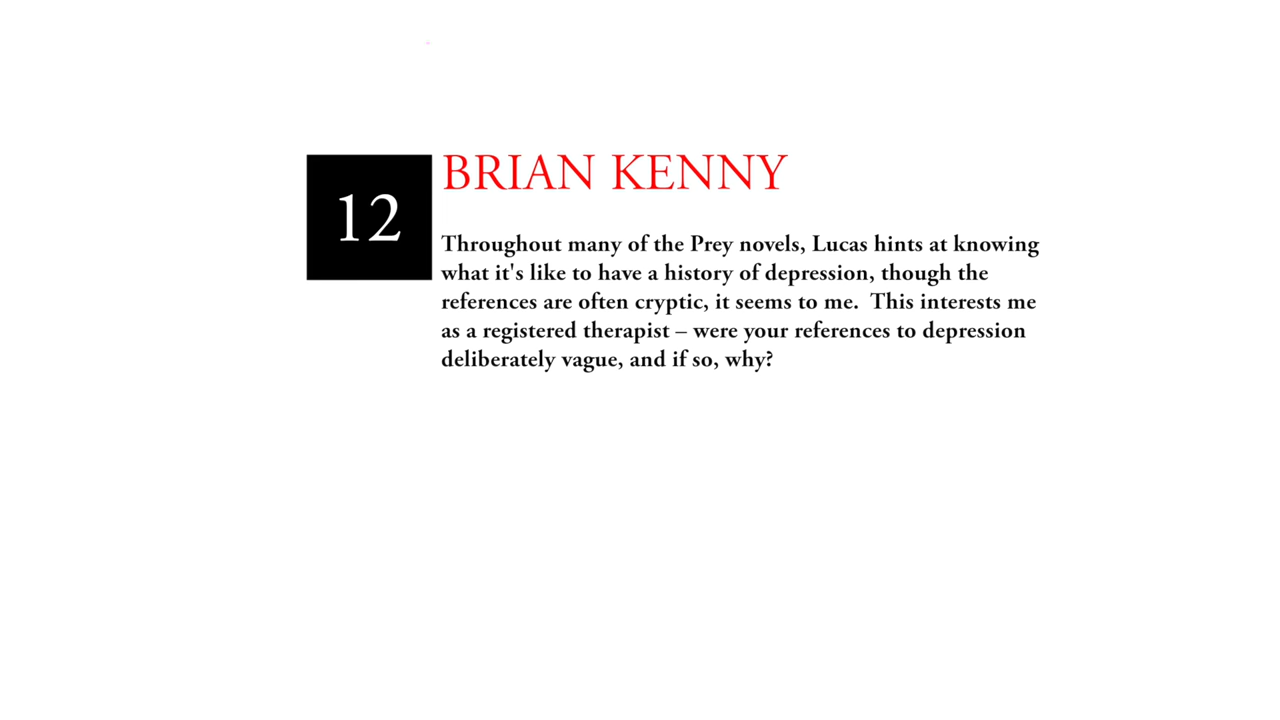 12
BRIAN KENNY
Throughout many of the Prey novels, Lucas hints at knowing
what it's like to have a history of depression, though the
references are often cryptic, it seems to me.  This interests me
as a registered therapist – were your references to depression
deliberately vague, and if so, why?